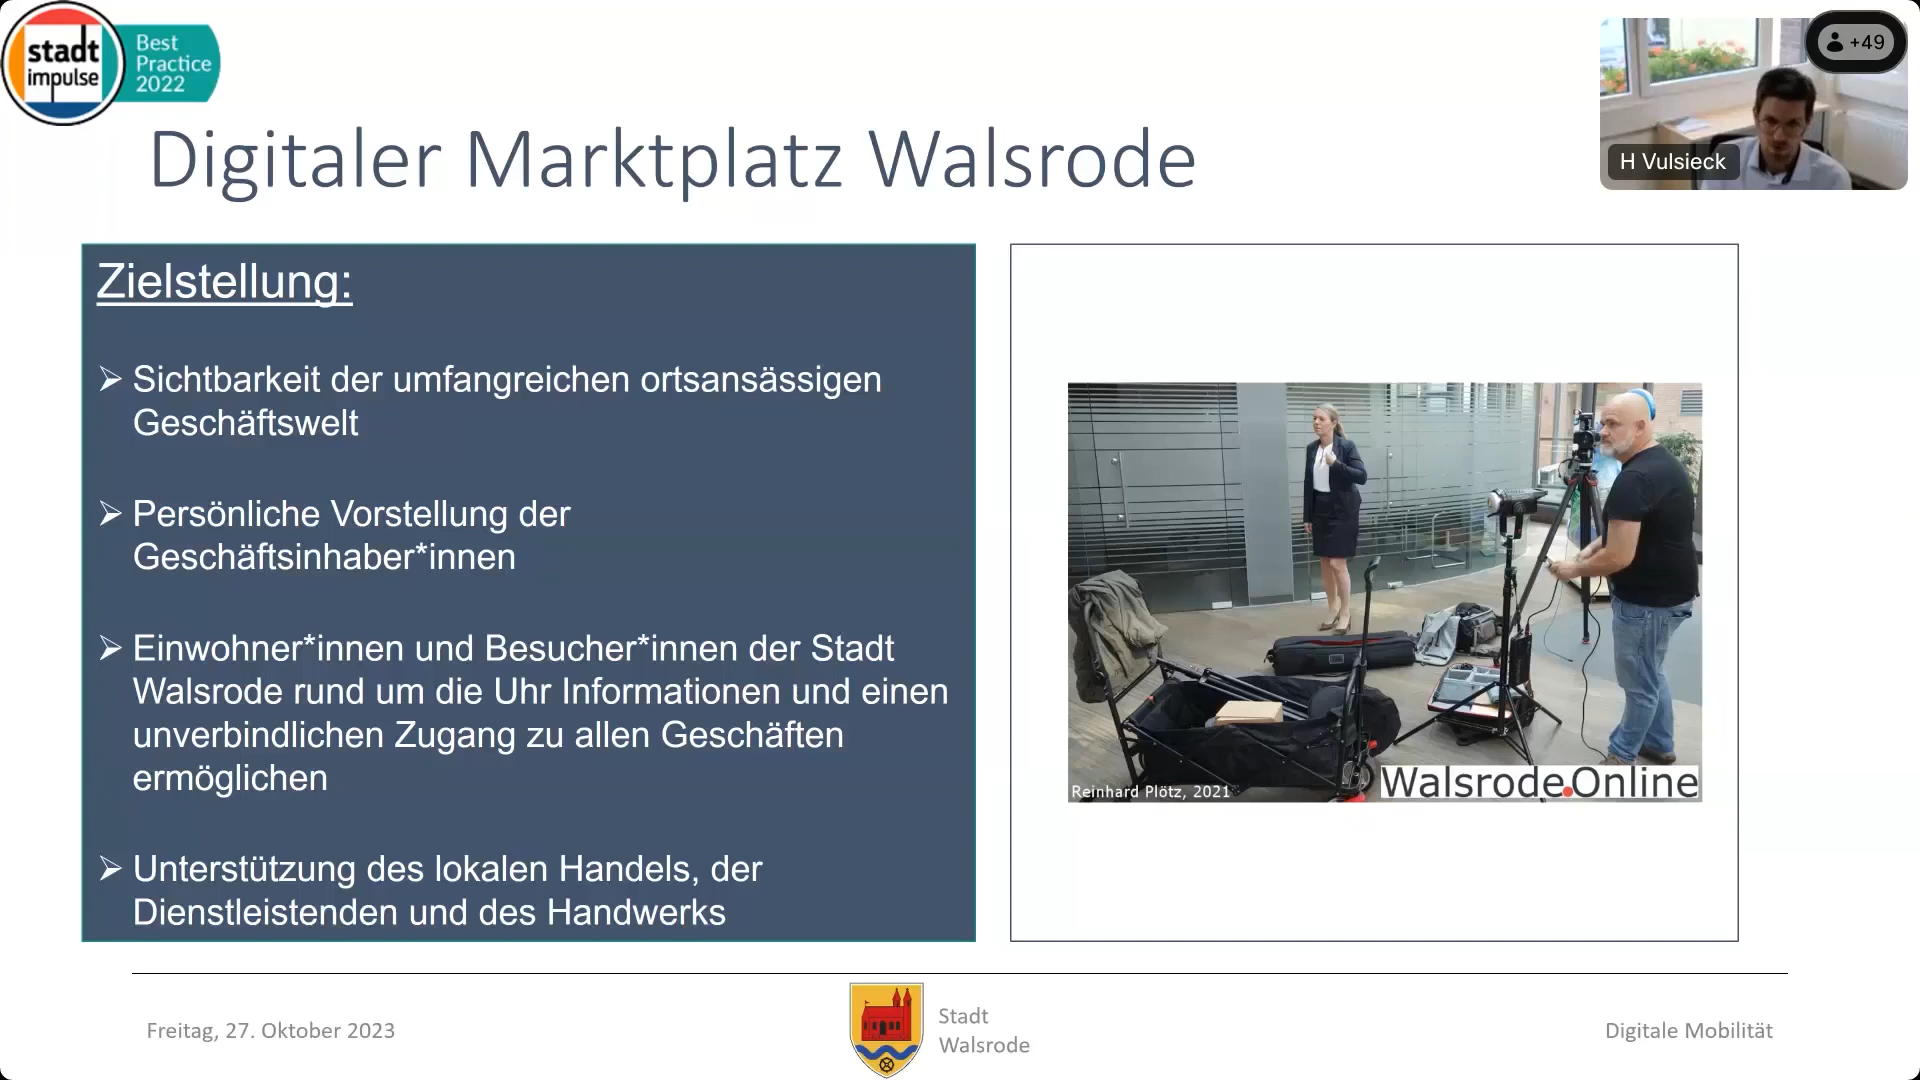 stadt
impulse
Best
Practice
2022
+49
H Vulsieck
Digitaler Marktplatz Walsrode
Zielstellung:
➢ Sichtbarkeit der umfangreichen ortsansässigen
Geschäftswelt
➢ Persönliche Vorstellung der
Geschäftsinhaber*innen
➢ Einwohner*innen und Besucher*innen der Stadt
Walsrode rund um die Uhr Informationen und einen
unverbindlichen Zugang zu allen Geschäften
ermöglichen
➢ Unterstützung des lokalen Handels, der
Dienstleistenden und des Handwerks
Reinhard Plötz, 2021
Walsrode.Online
Freitag, 27. Oktober 2023
Stadt
Walsrode
Digitale Mobilität